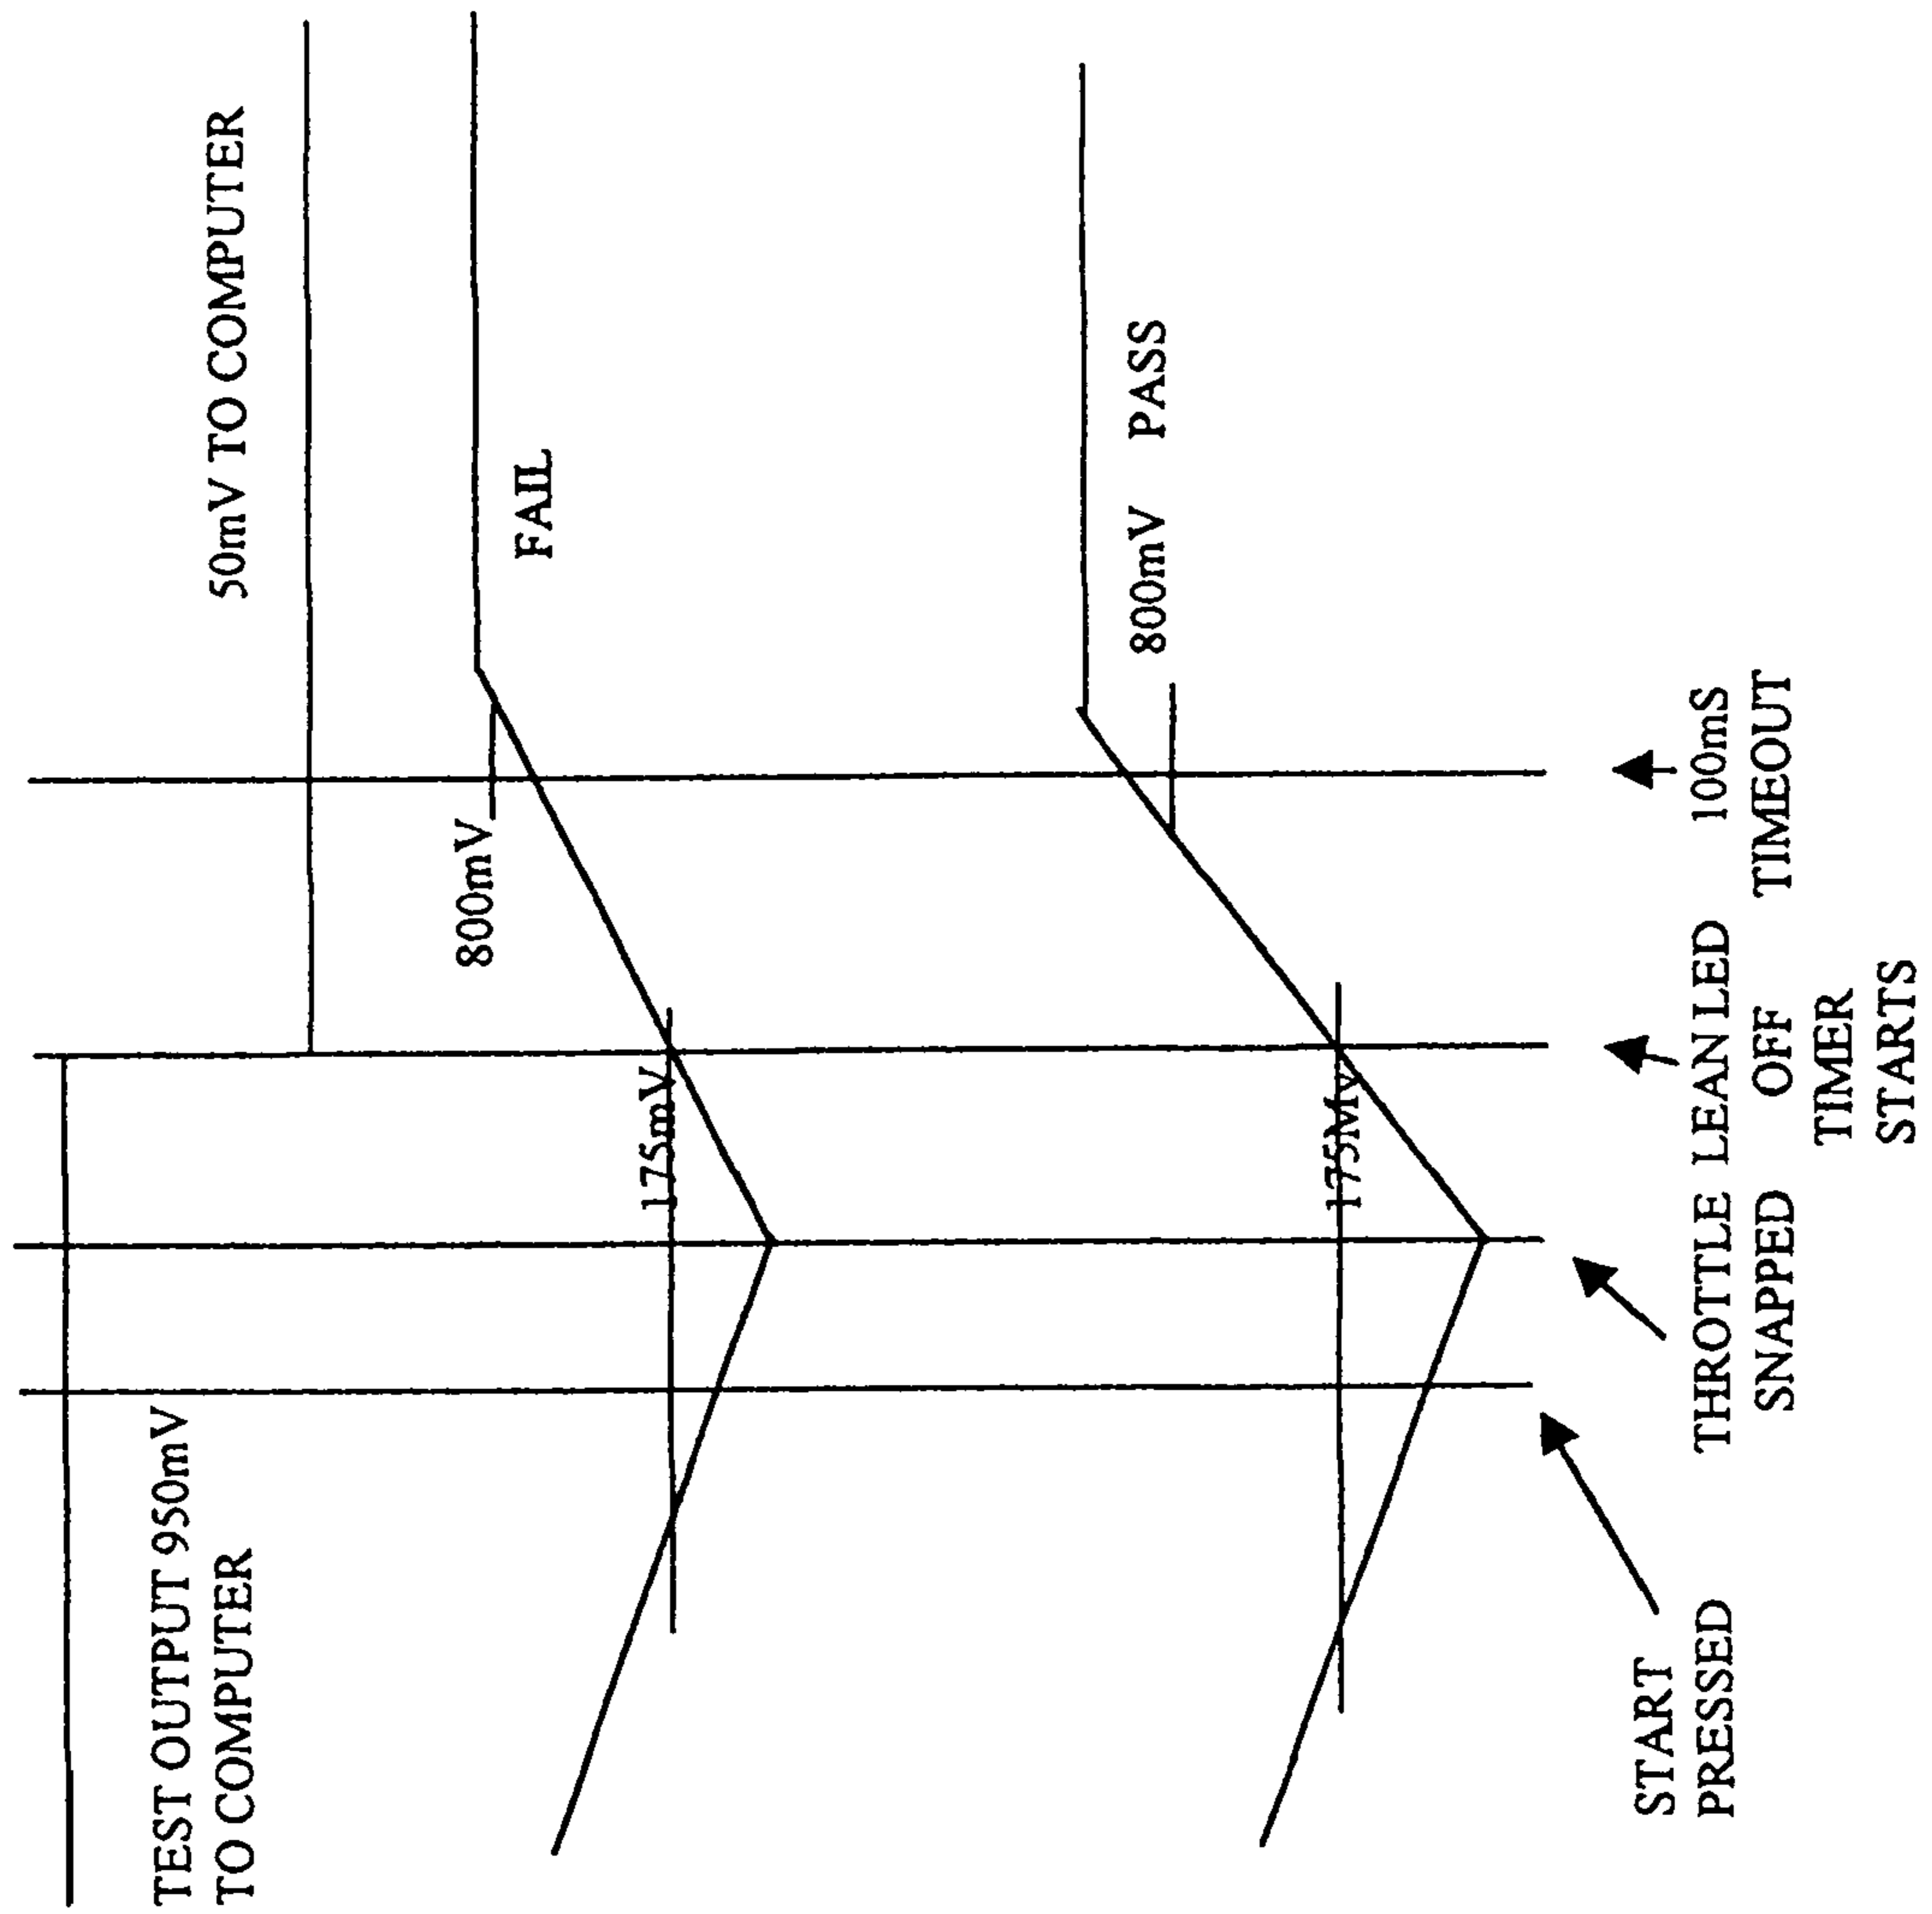 TEST OUTPUT 950mV
TO COMPUTER
50mV TO COMPUTER
800mV
FAIL
175mV
800mV PASS
175MV
START
PRESSED
THROTTLE
SNAPPED
LEAN LED
OFF
TIMER
STARTS
100mS
TIMEOUT